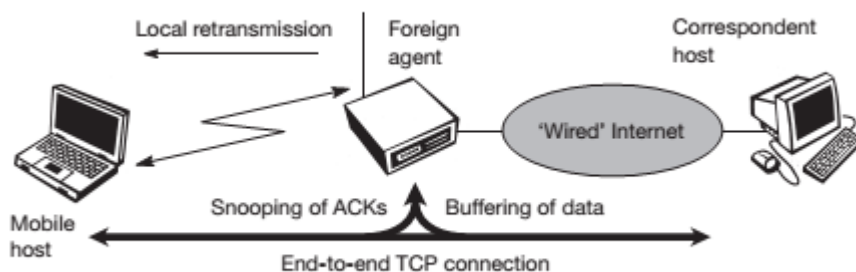 Local retransmission
Foreign
agent
Correspondent
host
"Wired" Internet
Mobile
host
Snooping of ACKs
Buffering of data
End-to-end TCP connection